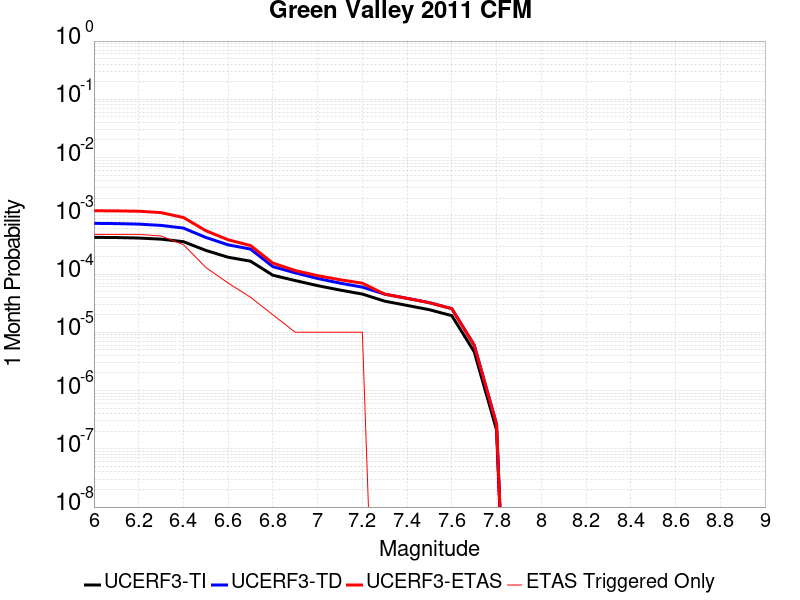 Green Valley 2011 CFM
10^0
10^-1
10^-2
10^-3
10^-4
10^-5
10^-6
10^-7
10^-8
1 Month Probability
6 6.2 6.4 6.6 6.8 7 7.2 7.4 7.6 7.8 8 8.2 8.4 8.6 8.8 9
Magnitude
UCERF3-TI UCERF3-TD UCERF3-ETAS ETAS Triggered Only